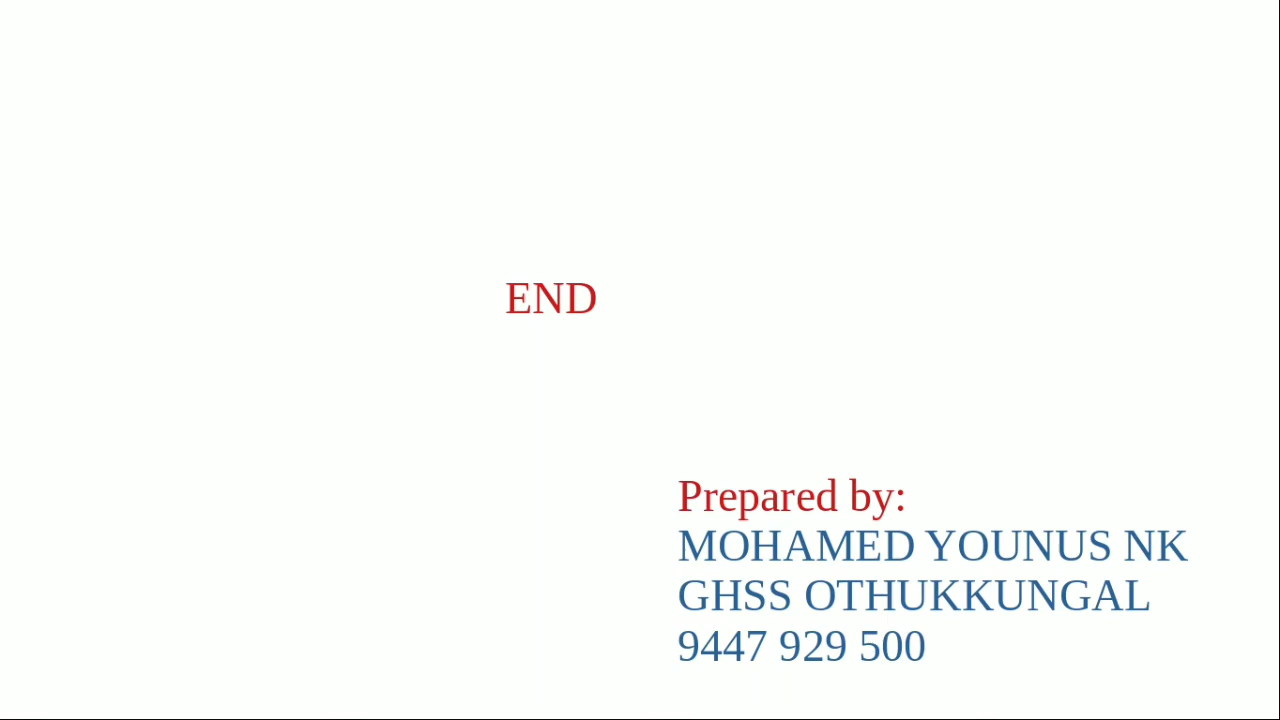 END
Prepared by:
MOHAMED YOUNUS NK
GHSS OTHUKKUNGAL
9447 929 500